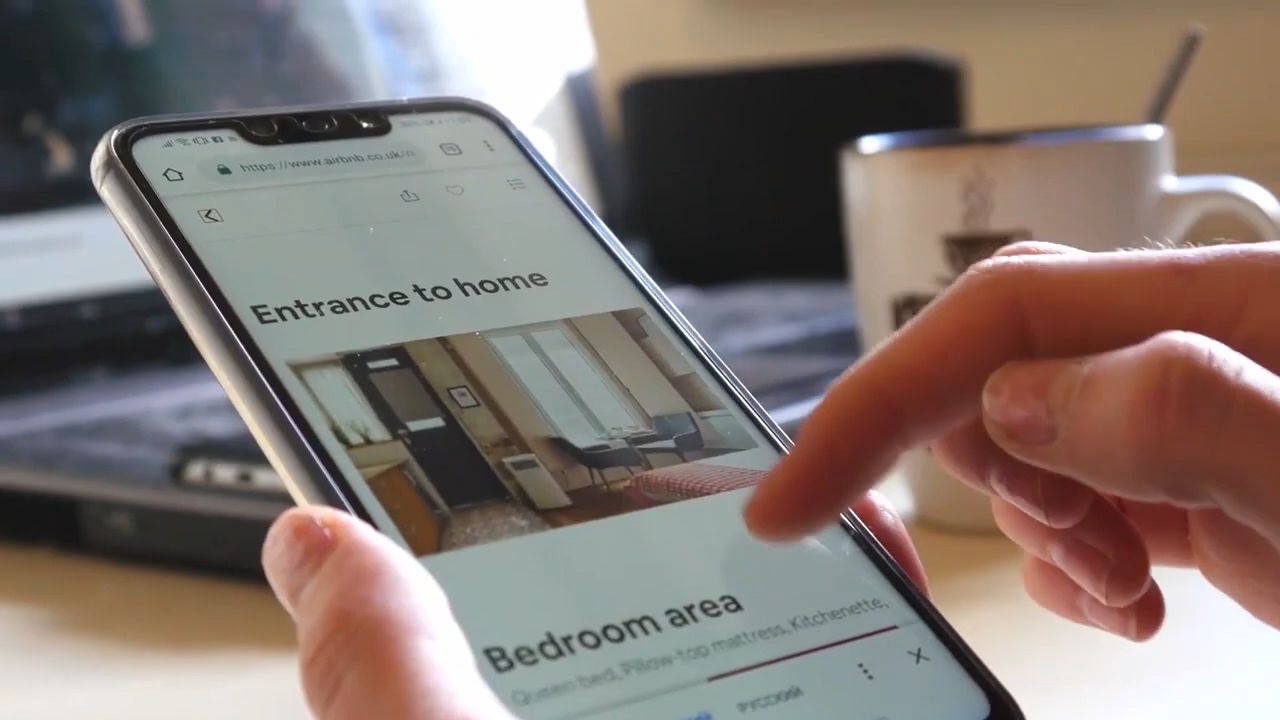 https://www.airbnb.co.uk/r
Entrance to home
Bedroom area
Queen bed, Pillow-top mattress, Kitchenette,
РУССКИЙ